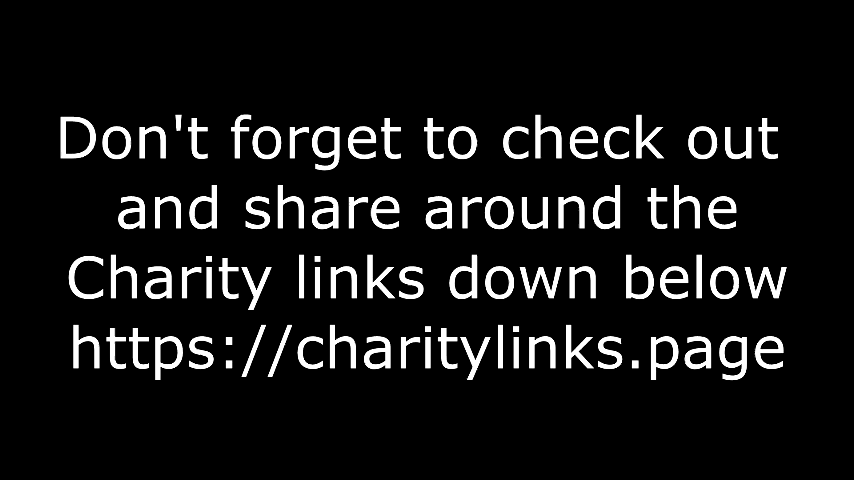 Don't forget to check out
and share around the
Charity links down below
https://charitylinks.page